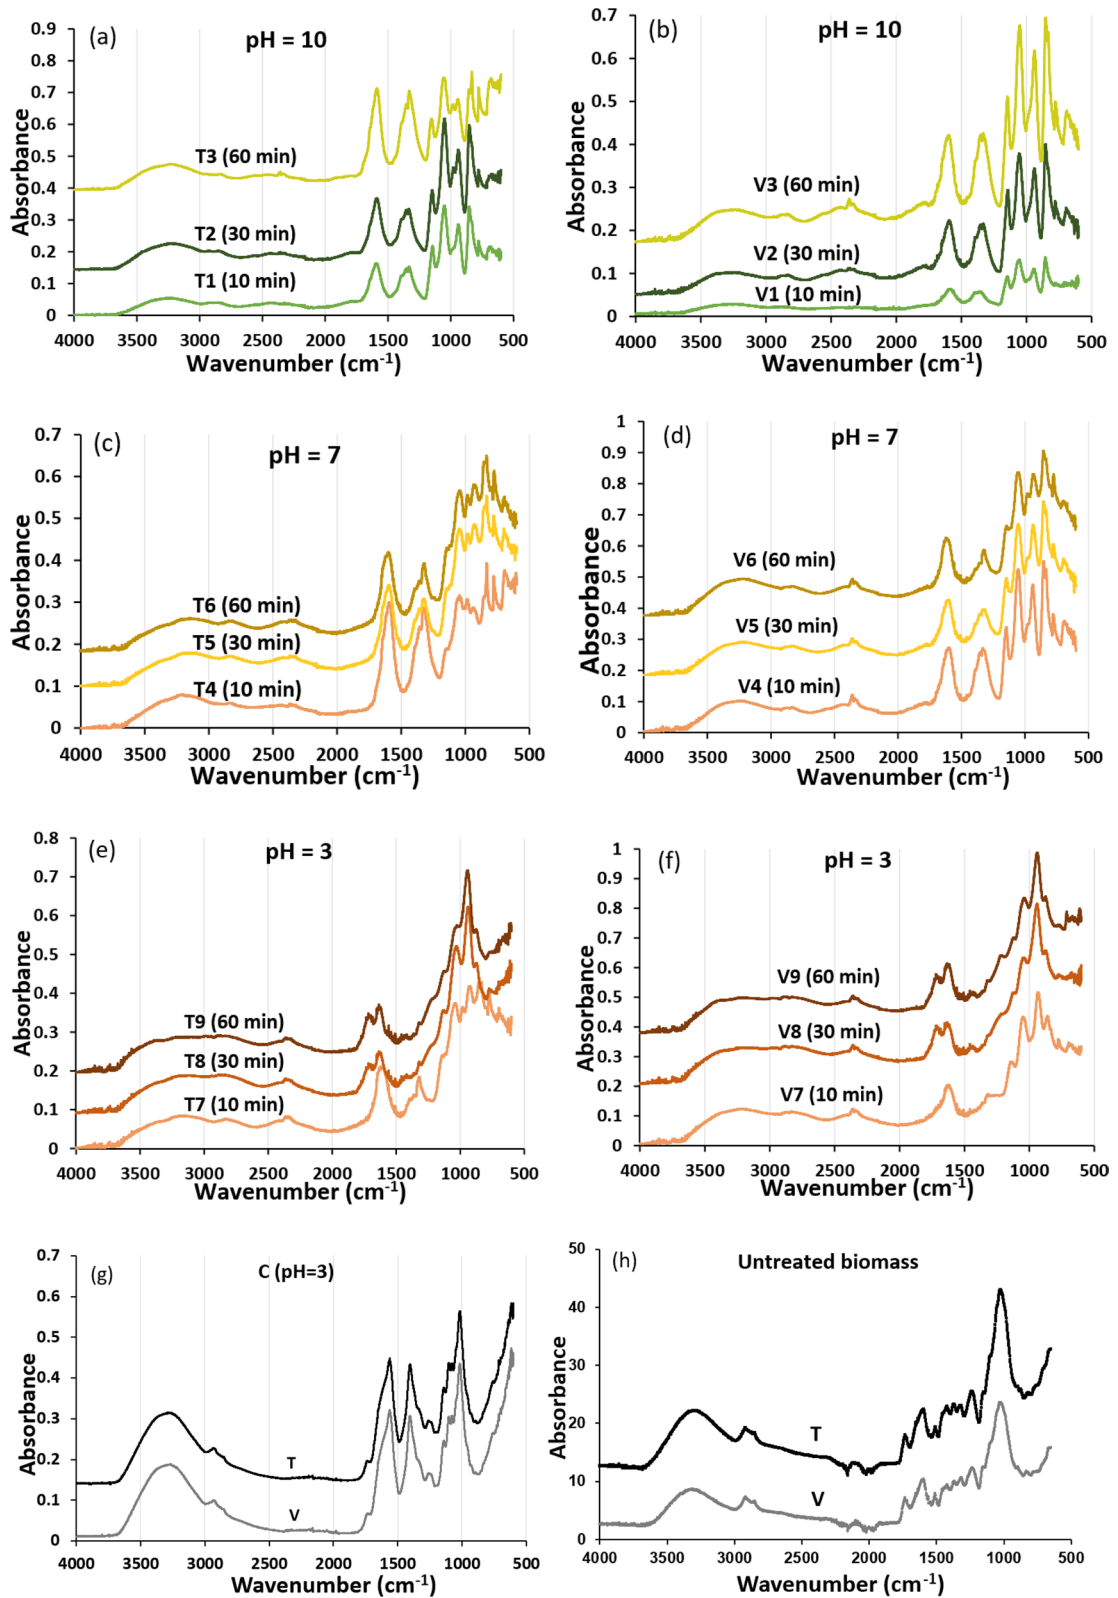 (a)
pH = 10
Absorbance
0.9
0.8
0.7
0.6
0.5
0.4
0.3
0.2
0.1
0
T3 (60 min)
T2 (30 min)
T1 (10 min)
4000 3500 3000 2500 2000 1500 1000 500
Wavenumber (cm-1)
(b)
pH = 10
Absorbance
0.7
0.6
0.5
0.4
0.3
0.2
0.1
0
V3 (60 min)
V2 (30 min)
V1 (10 min)
4000 3500 3000 2500 2000 1500 1000 500
Wavenumber (cm-1)
(c)
pH = 7
Absorbance
0.7
0.6
0.5
0.4
0.3
0.2
0.1
0
T6 (60 min)
T5 (30 min)
T4 (10 min)
4000 3500 3000 2500 2000 1500 1000 500
Wavenumber (cm-1)
(d)
pH = 7
Absorbance
1
0.9
0.8
0.7
0.6
0.5
0.4
0.3
0.2
0.1
0
V6 (60 min)
V5 (30 min)
V4 (10 min)
4000 3500 3000 2500 2000 1500 1000 500
Wavenumber (cm-1)
(e)
pH = 3
Absorbance
0.8
0.7
0.6
0.5
0.4
0.3
0.2
0.1
0
T9 (60 min)
T8 (30 min)
T7 (10 min)
4000 3500 3000 2500 2000 1500 1000 500
Wavenumber (cm-1)
(f)
pH = 3
Absorbance
1
0.9
0.8
0.7
0.6
0.5
0.4
0.3
0.2
0.1
0
V9 (60 min)
V8 (30 min)
V7 (10 min)
4000 3500 3000 2500 2000 1500 1000 500
Wavenumber (cm-1)
(g)
C (pH=3)
Absorbance
0.7
0.6
0.5
0.4
0.3
0.2
0.1
0
T
V
4000 3500 3000 2500 2000 1500 1000 500
Wavenumber (cm-1)
(h)
Untreated biomass
Absorbance
50
40
30
20
10
0
T
V
4000 3500 3000 2500 2000 1500 1000 500
Wavenumber (cm-1)